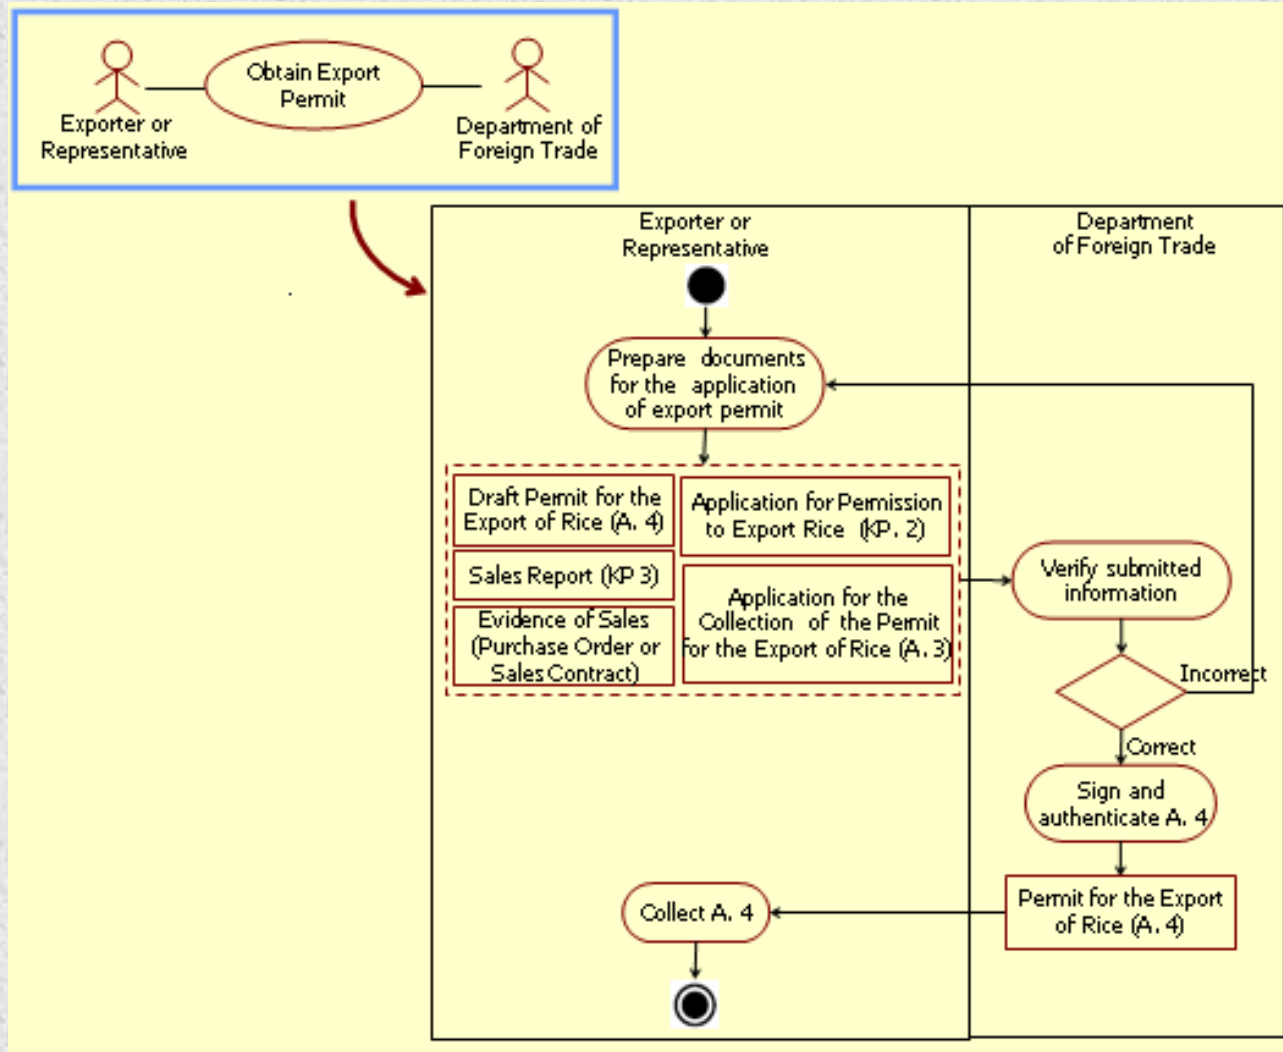 Obtain Export
Permit
Exporter or
Representative
Department of
Foreign Trade
Exporter or
Representative
Department
of Foreign Trade
Prepare documents
for the application
of export permit
Draft Permit for the
Export of Rice (A. 4)
Application for Permission
to Export Rice (KP. 2)
Sales Report (KP 3)
Evidence of Sales
(Purchase Order or
Sales Contract)
Application for the
Collection of the Permit
for the Export of Rice (A. 3)
Verify submitted
information
Incorrect
Correct
Sign and
authenticate A. 4
Permit for the Export
of Rice (A. 4)
Collect A. 4